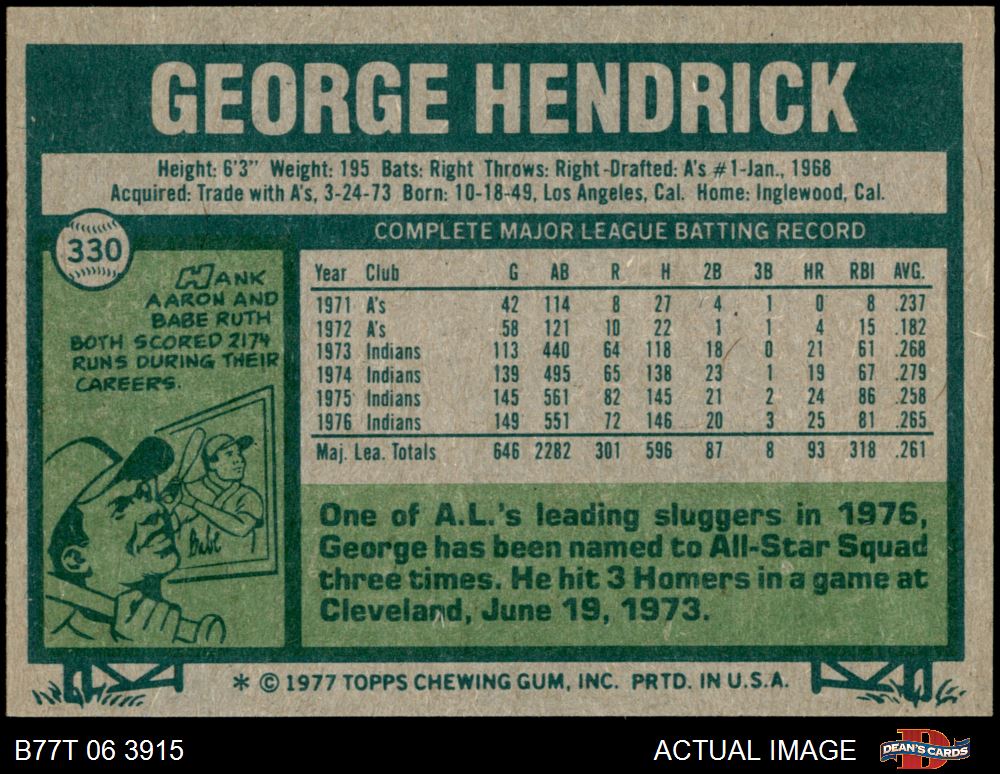 GEORGE HENDRICK
Height: 6'3" Weight: 195 Bats: Right Throws: Right-Drafted: A's #1-Jan., 1968
Acquired: Trade with A's, 3-24-73 Born: 10-18-49, Los Angeles, Cal. Home: Inglewood, Cal.
330
COMPLETE MAJOR LEAGUE BATTING RECORD
HANK
AARON AND
BABE RUTH
BOTH SCORED 2174
RUNS DURING THEIR
CAREERS.
Babe
Year Club G AB R H 2B 3B HR RBI AVG.
1971 A's 42 114 8 27 4 1 0 8 .237
1972 A's 58 121 10 22 1 1 4 15 .182
1973 Indians 113 440 64 118 18 0 21 61 .268
1974 Indians 139 495 65 138 23 1 19 67 .279
1975 Indians 145 561 82 145 21 2 24 86 .258
1976 Indians 149 551 72 146 20 3 25 81 .265
Maj. Lea. Totals 646 2282 301 596 87 8 93 318 .261
One of A.L.'s leading sluggers in 1976,
George has been named to All-Star Squad
three times. He hit 3 Homers in a game at
Cleveland, June 19, 1973.
* © 1977 TOPPS CHEWING GUM, INC. PRTD. IN U.S.A.
B77T 06 3915
ACTUAL IMAGE
DEAN'S CARDS